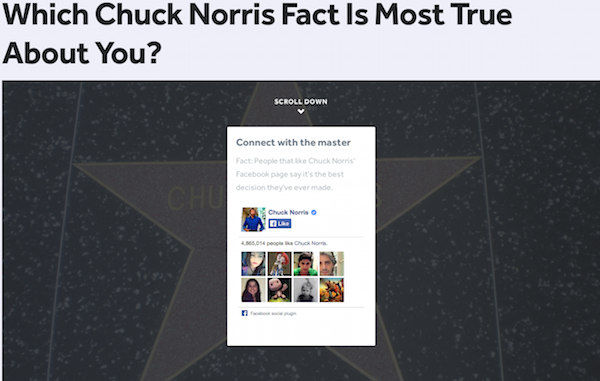 Which Chuck Norris Fact Is Most True
About You?
SCROLL DOWN
Connect with the master
Fact: People that like Chuck Norris'
Facebook page say it's the best
decision they've ever made.
Chuck Norris
Like
4,865,014 people like Chuck Norris.
Facebook social plugin